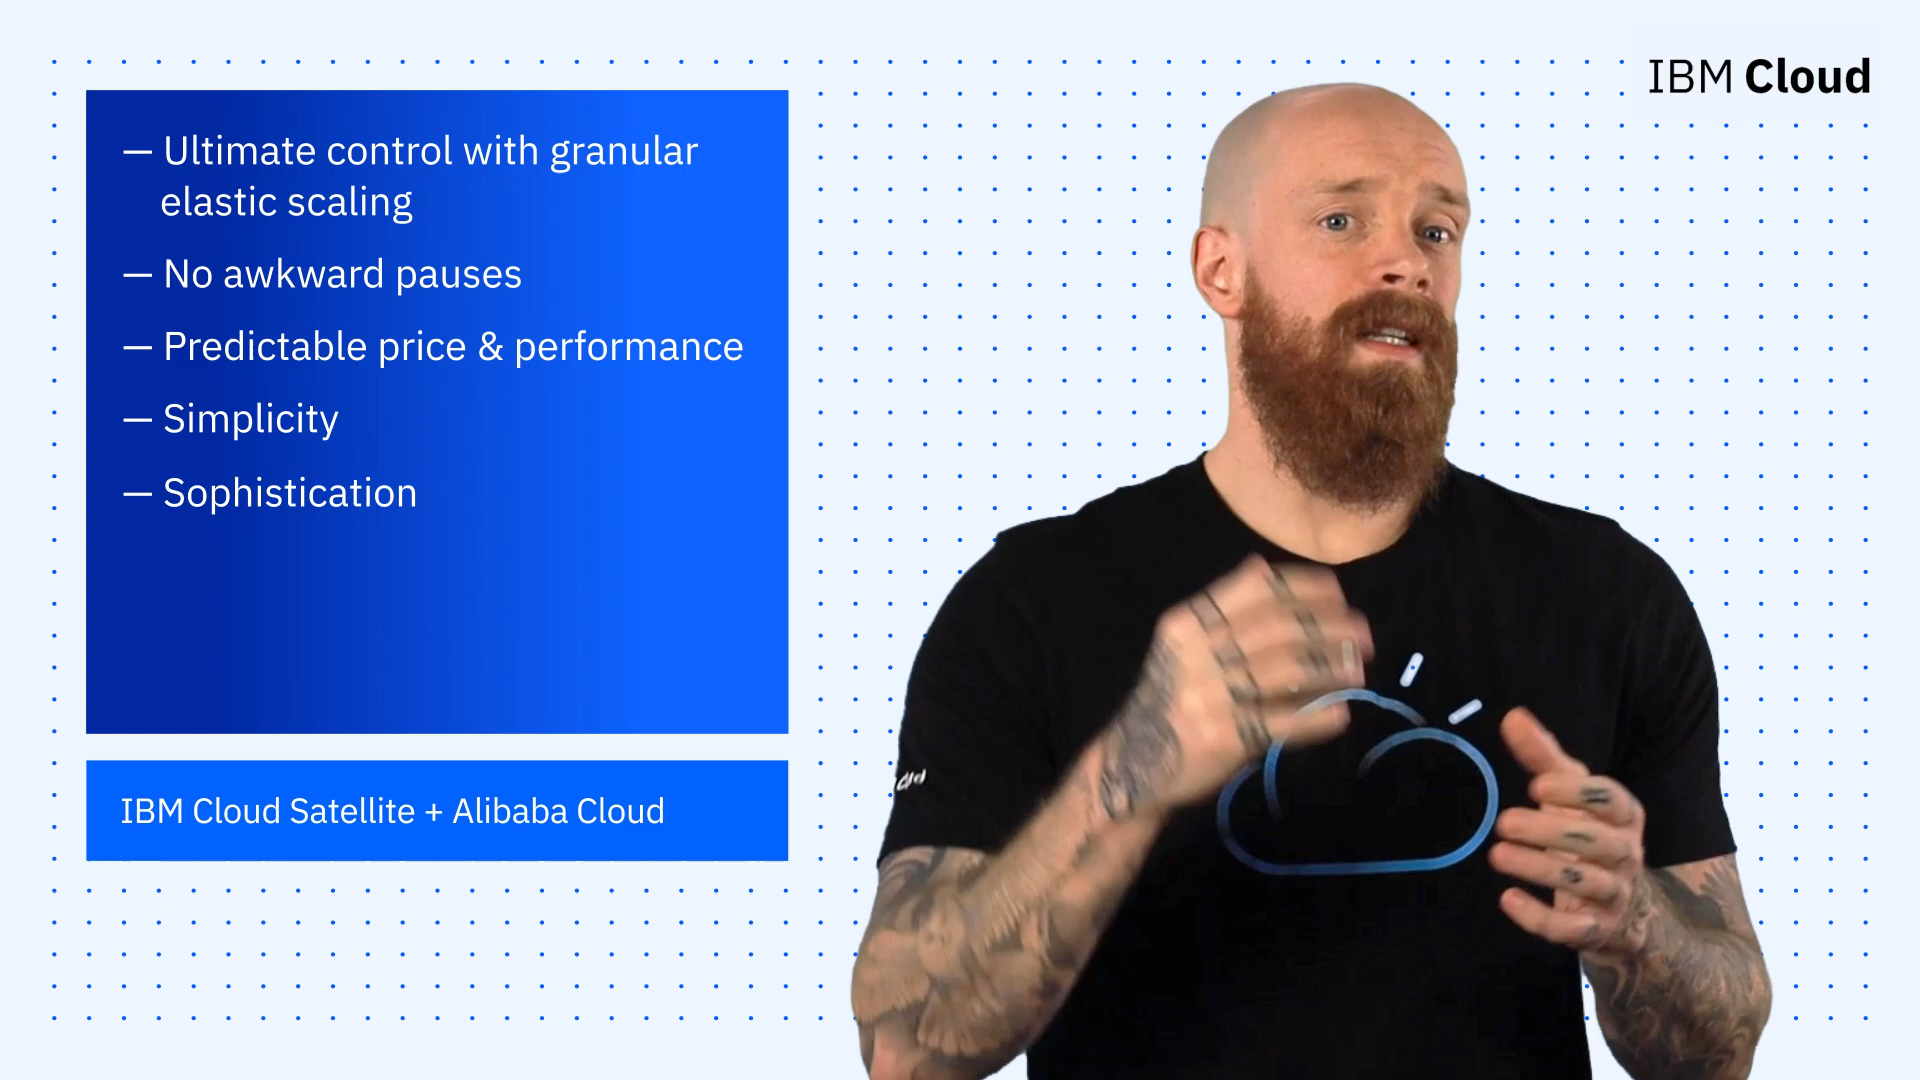 IBM Cloud
— Ultimate control with granular
elastic scaling
— No awkward pauses
— Predictable price & performance
— Simplicity
— Sophistication
IBM Cloud Satellite + Alibaba Cloud